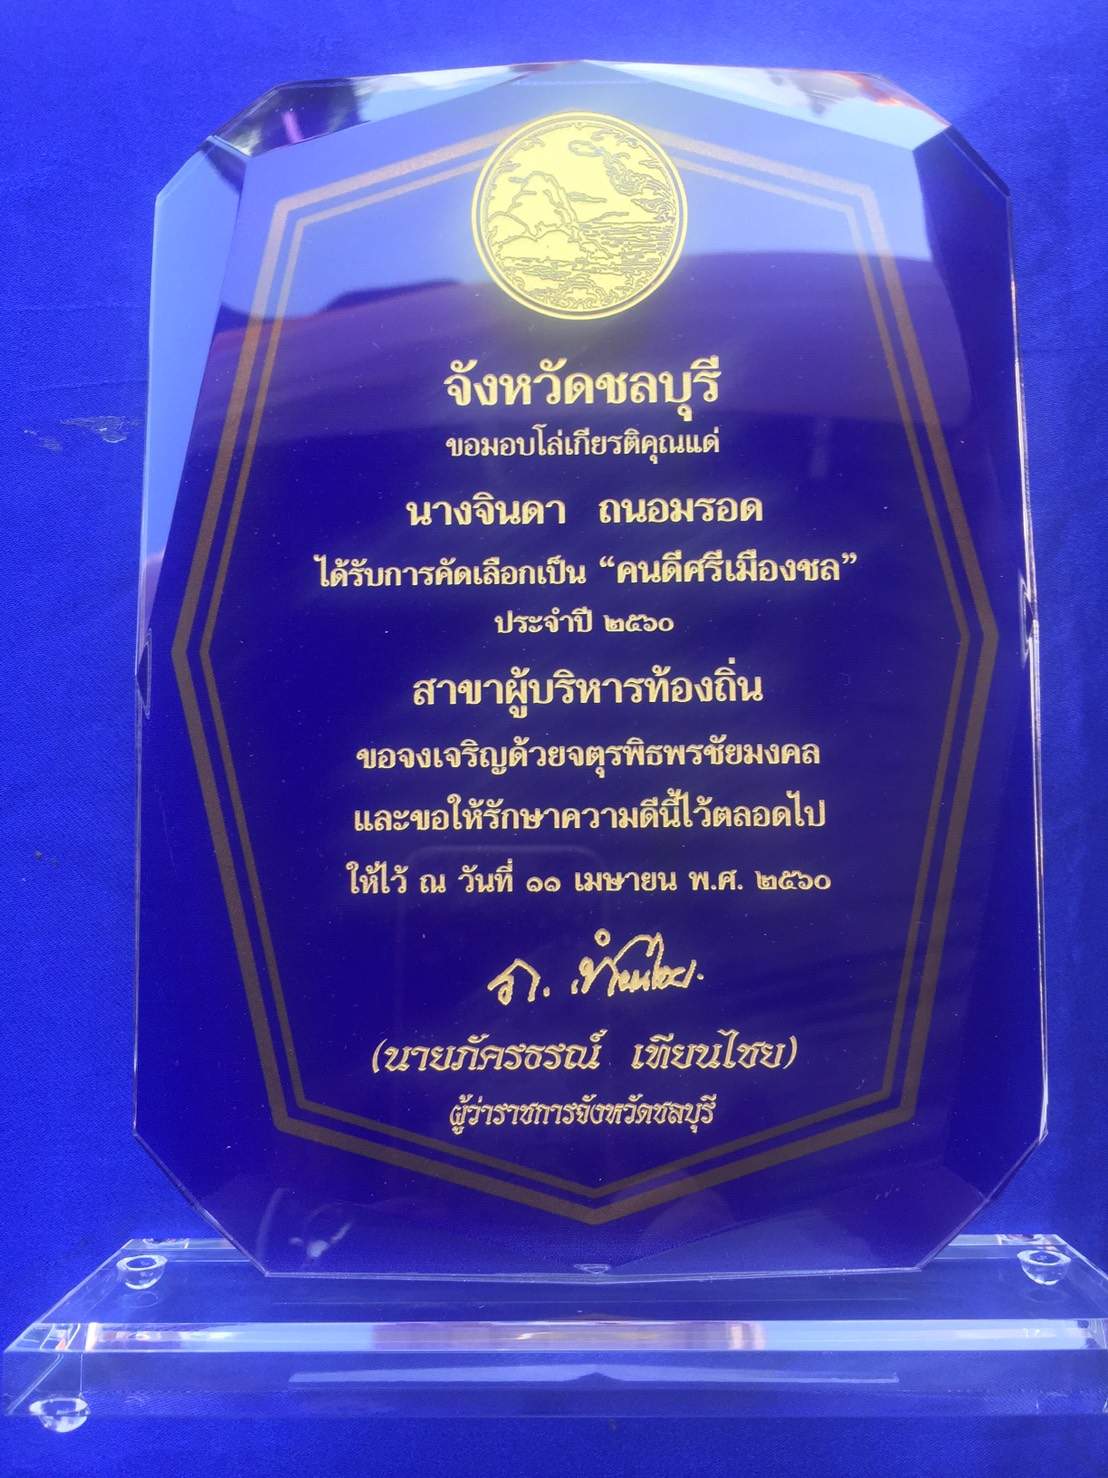 จังหวัดชลบุรี
ขอมอบโล่เกียรติคุณแด่
นางจินดา ถนอมรอด
ได้รับการคัดเลือกเป็น “คนดีศรีเมืองชล”
ประจำปี ๒๕๖๐
สาขาผู้บริหารท้องถิ่น
ขอจงเจริญด้วยจตุรพิธพรชัยมงคล
และขอให้รักษาความดีนี้ไว้ตลอดไป
ให้ไว้ ณ วันที่ ๑๑ เมษายน พ.ศ. ๒๕๖๐
(นายภัครธรณ์ เทียนไชย)
ผู้ว่าราชการจังหวัดชลบุรี